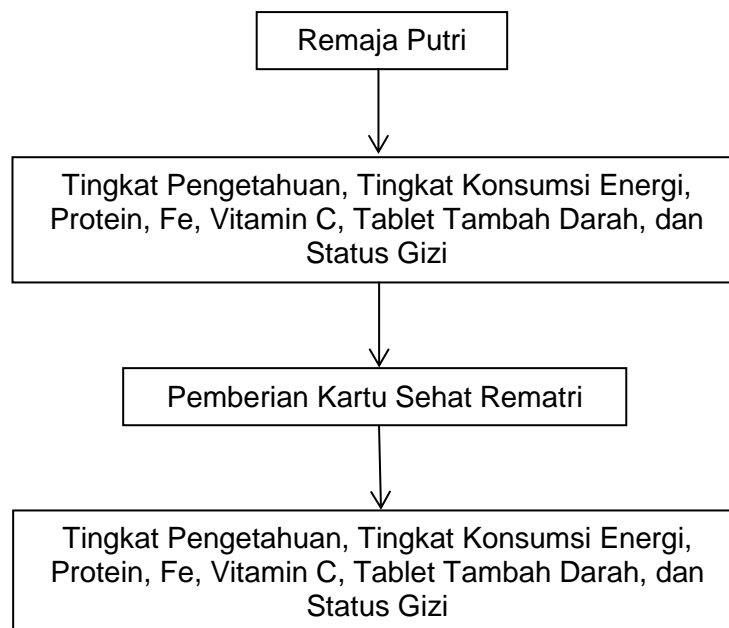 Remaja Putri
Tingkat Pengetahuan, Tingkat Konsumsi Energi,
Protein, Fe, Vitamin C, Tablet Tambah Darah, dan
Status Gizi
Pemberian Kartu Sehat Rematri
Tingkat Pengetahuan, Tingkat Konsumsi Energi,
Protein, Fe, Vitamin C, Tablet Tambah Darah, dan
Status Gizi